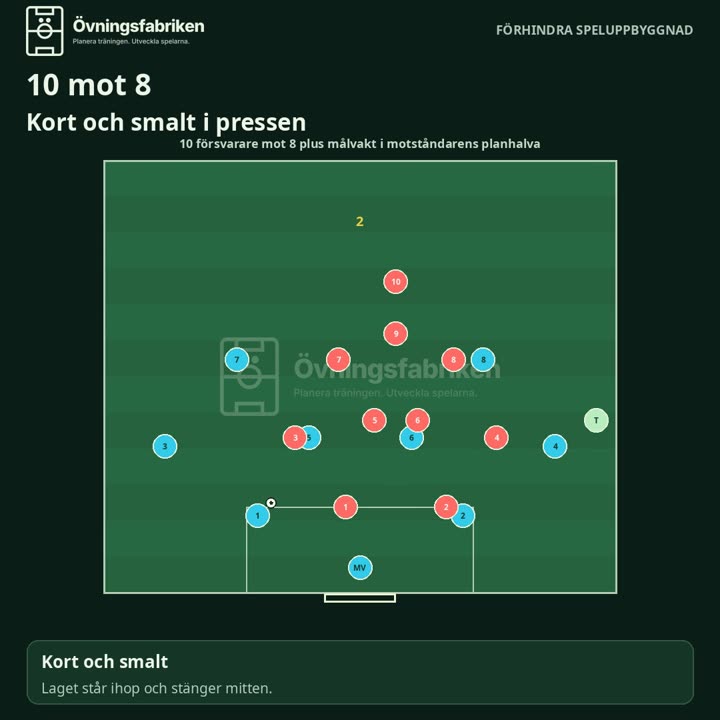 Övningsfabriken
Planera träningen. Utveckla spelarna.
FÖRHINDRA SPELUPPBYGGNAD
10 mot 8
Kort och smalt i pressen
10 försvarare mot 8 plus målvakt i motståndarens planhalva
2
10
9
7
7
8
8
Övningsfabriken
Planera träningen. Utveckla spelarna.
5
6
T
3
3
5
6
4
4
1
1
2
2
MV
Kort och smalt
Laget står ihop och stänger mitten.